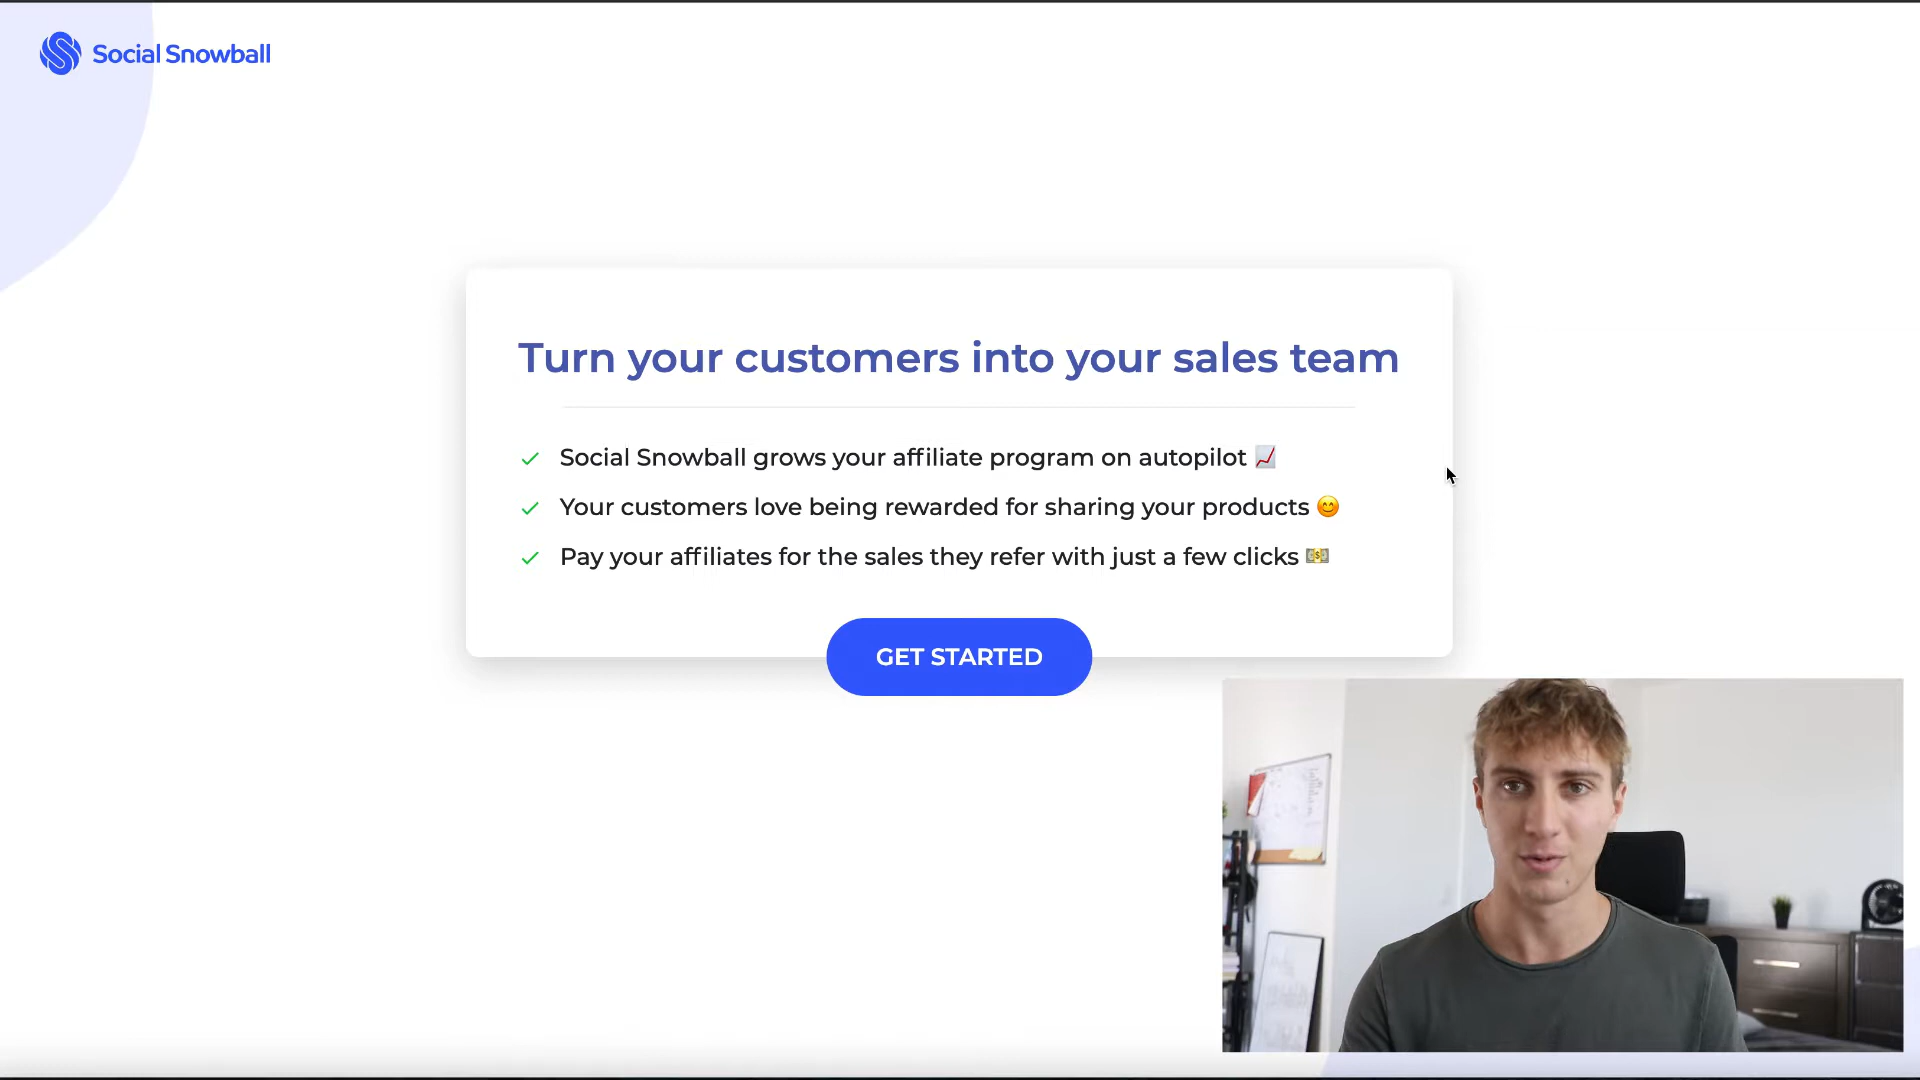 Social Snowball
Turn your customers into your sales team
Social Snowball grows your affiliate program on autopilot 📈
Your customers love being rewarded for sharing your products 😊
Pay your affiliates for the sales they refer with just a few clicks 💵
GET STARTED